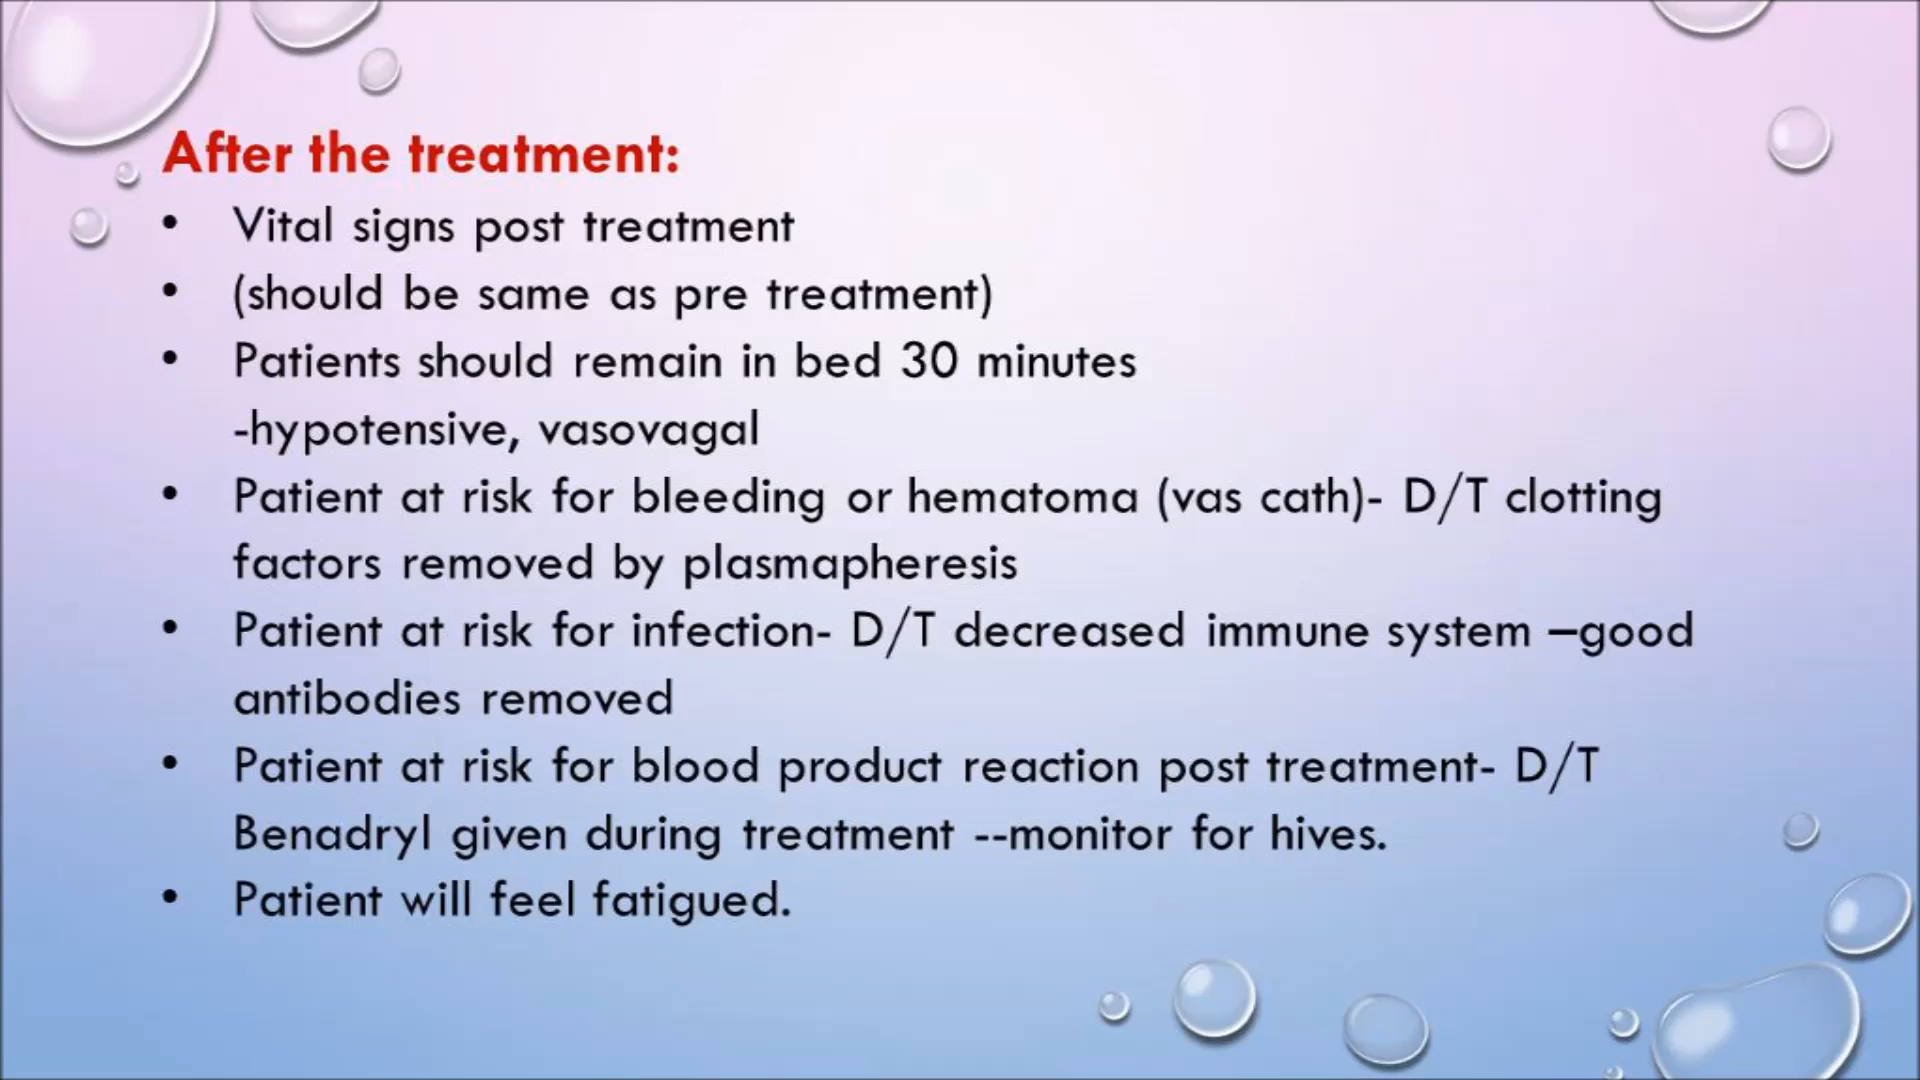 After the treatment:
• Vital signs post treatment
• (should be same as pre treatment)
• Patients should remain in bed 30 minutes
-hypotensive, vasovagal
• Patient at risk for bleeding or hematoma (vas cath)- D/T clotting
factors removed by plasmapheresis
• Patient at risk for infection- D/T decreased immune system –good
antibodies removed
• Patient at risk for blood product reaction post treatment- D/T
Benadryl given during treatment --monitor for hives.
• Patient will feel fatigued.